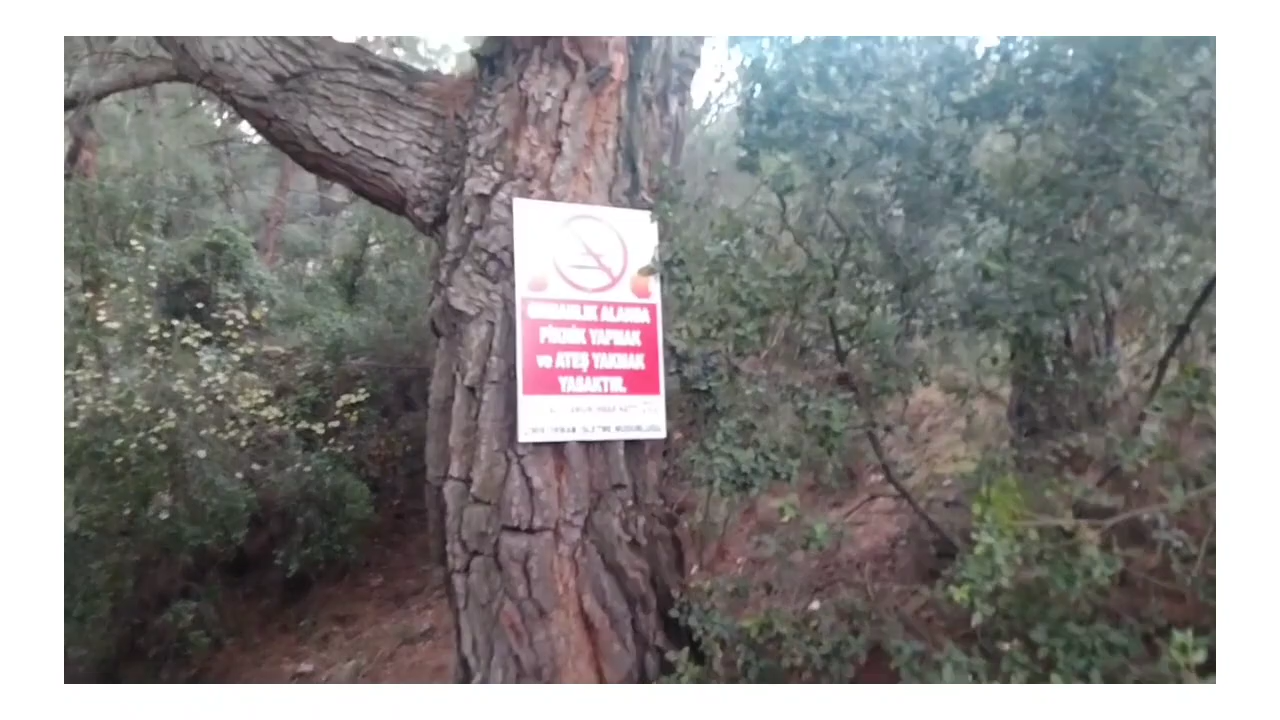 ORMANLIK ALANDA
PİKNİK YAPMAK
ve ATEŞ YAKMAK
YASAKTIR.